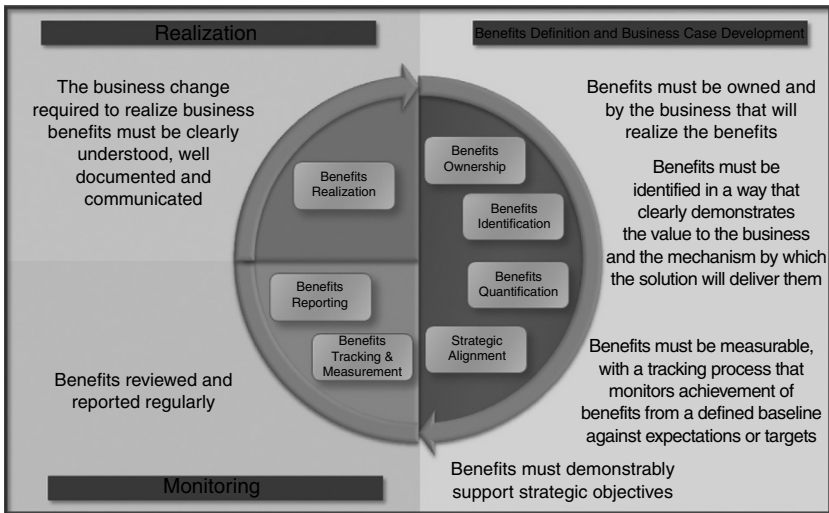 Realization
Benefits Definition and Business Case Development
The business change
required to realize business
benefits must be clearly
understood, well
documented and
communicated
Benefits must be owned and
by the business that will
realize the benefits
Benefits must be
identified in a way that
clearly demonstrates
the value to the business
and the mechanism by which
the solution will deliver them
Benefits must be measurable,
with a tracking process that
monitors achievement of
benefits from a defined baseline
against expectations or targets
Benefits must demonstrably
support strategic objectives
Benefits
Realization
Benefits
Ownership
Benefits
Identification
Benefits
Quantification
Strategic
Alignment
Benefits
Reporting
Benefits
Tracking &
Measurement
Benefits reviewed and
reported regularly
Monitoring